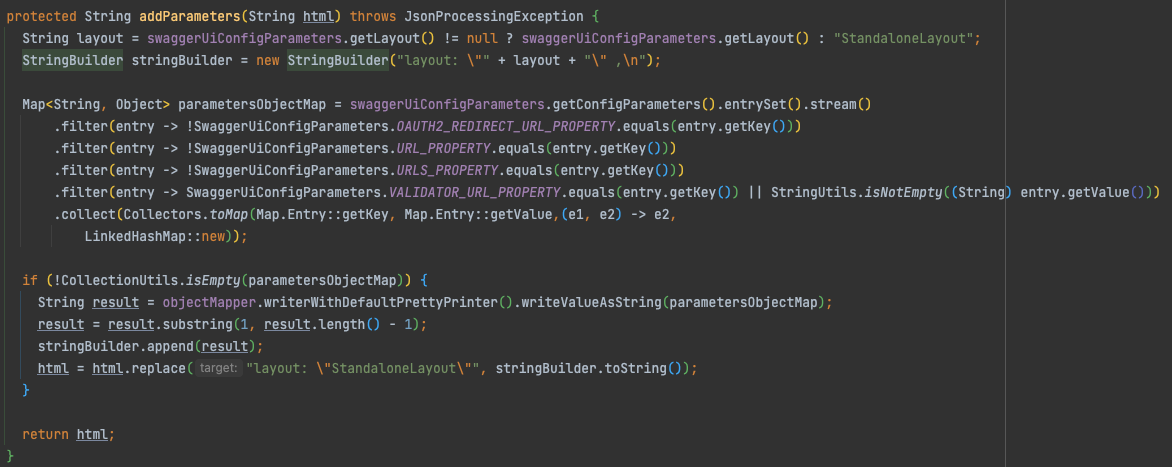 protected String addParameters(String html) throws JsonProcessingException {
  String layout = swaggerUiConfigParameters.getLayout() != null ? swaggerUiConfigParameters.getLayout() : "StandaloneLayout";
  StringBuilder stringBuilder = new StringBuilder("layout: \"" + layout + "\" ,\n");

  Map<String, Object> parametersObjectMap = swaggerUiConfigParameters.getConfigParameters().entrySet().stream()
      .filter(entry -> !SwaggerUiConfigParameters.OAUTH2_REDIRECT_URL_PROPERTY.equals(entry.getKey()))
      .filter(entry -> !SwaggerUiConfigParameters.URL_PROPERTY.equals(entry.getKey()))
      .filter(entry -> !SwaggerUiConfigParameters.URLS_PROPERTY.equals(entry.getKey()))
      .filter(entry -> SwaggerUiConfigParameters.VALIDATOR_URL_PROPERTY.equals(entry.getKey()) || StringUtils.isNotEmpty((String) entry.getValue()))
      .collect(Collectors.toMap(Map.Entry::getKey, Map.Entry::getValue,(e1, e2) -> e2,
          LinkedHashMap::new));

  if (!CollectionUtils.isEmpty(parametersObjectMap)) {
    String result = objectMapper.writerWithDefaultPrettyPrinter().writeValueAsString(parametersObjectMap);
    result = result.substring(1, result.length() - 1);
    stringBuilder.append(result);
    html = html.replace( target: "layout: \"StandaloneLayout\"", stringBuilder.toString());
  }

  return html;
}